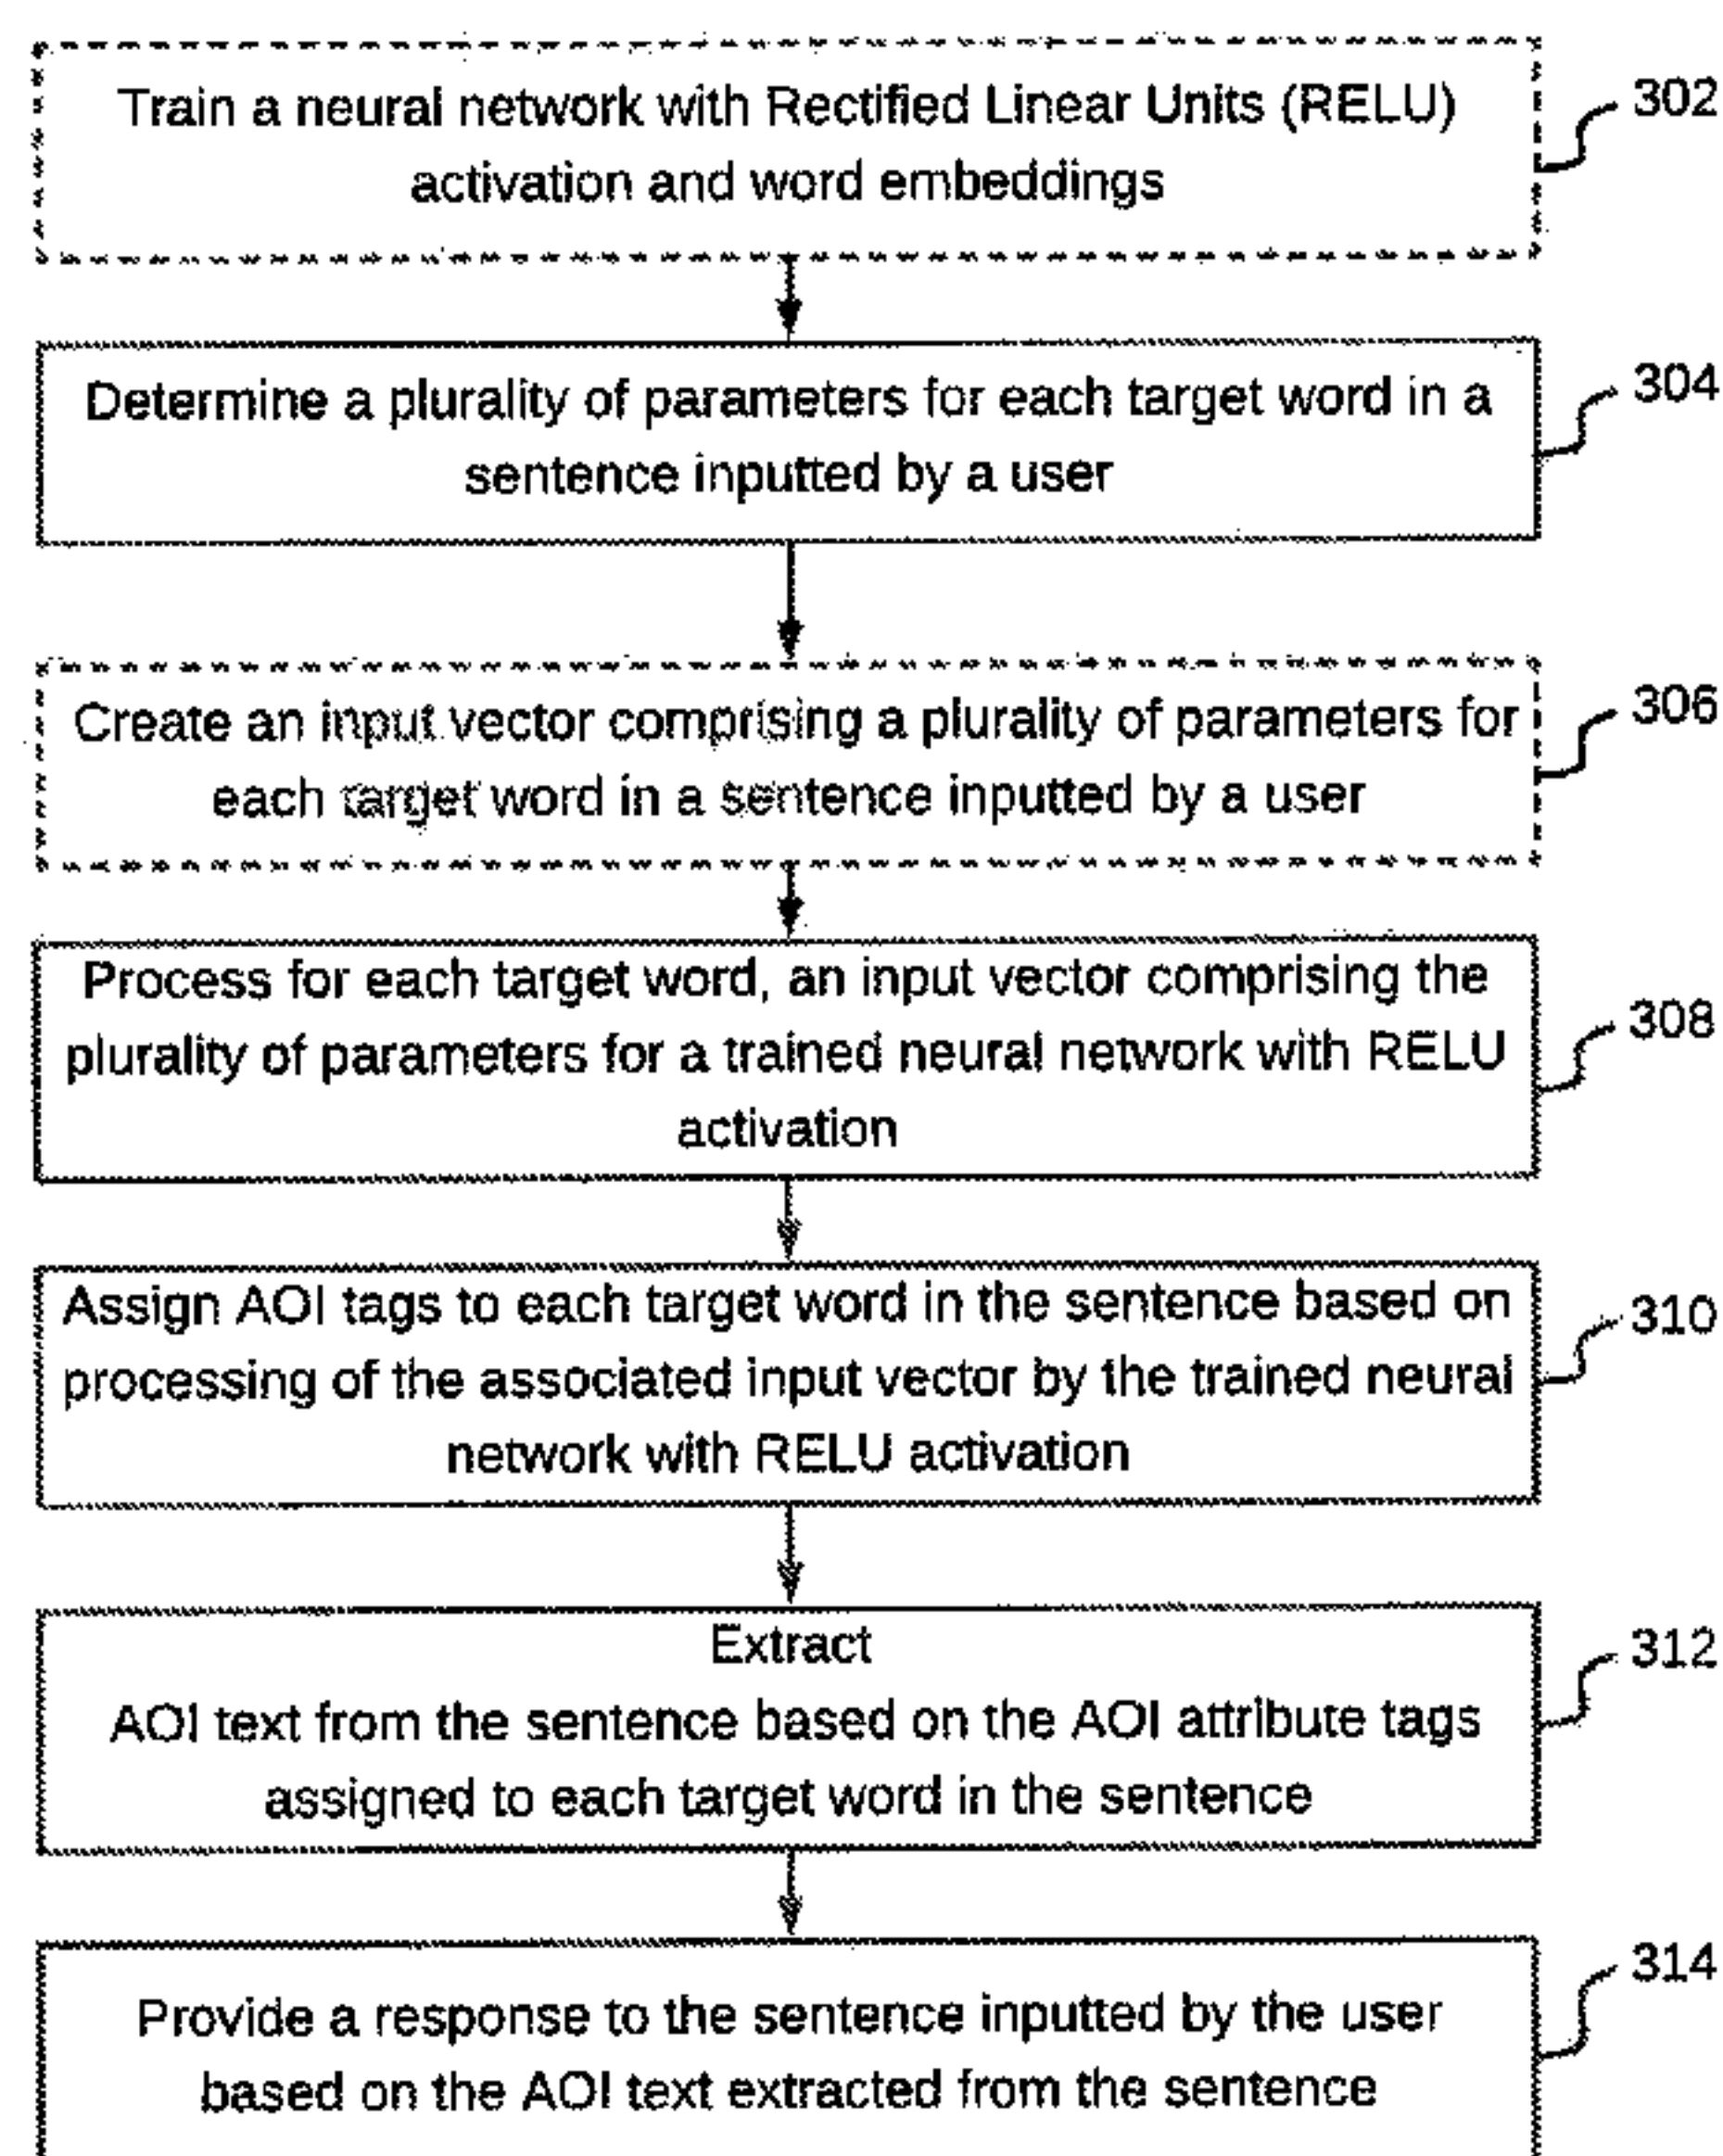 Train a neural network with Rectified Linear Units (RELU)
activation and word embeddings
302
Determine a plurality of parameters for each target word in a
sentence inputted by a user
304
Create an input vector comprising a plurality of parameters for
each target word in a sentence inputted by a user
306
Process for each target word, an input vector comprising the
plurality of parameters for a trained neural network with RELU
activation
308
Assign AOI tags to each target word in the sentence based on
processing of the associated input vector by the trained neural
network with RELU activation
310
Extract
AOI text from the sentence based on the AOI attribute tags
assigned to each target word in the sentence
312
Provide a response to the sentence inputted by the user
based on the AOI text extracted from the sentence
314